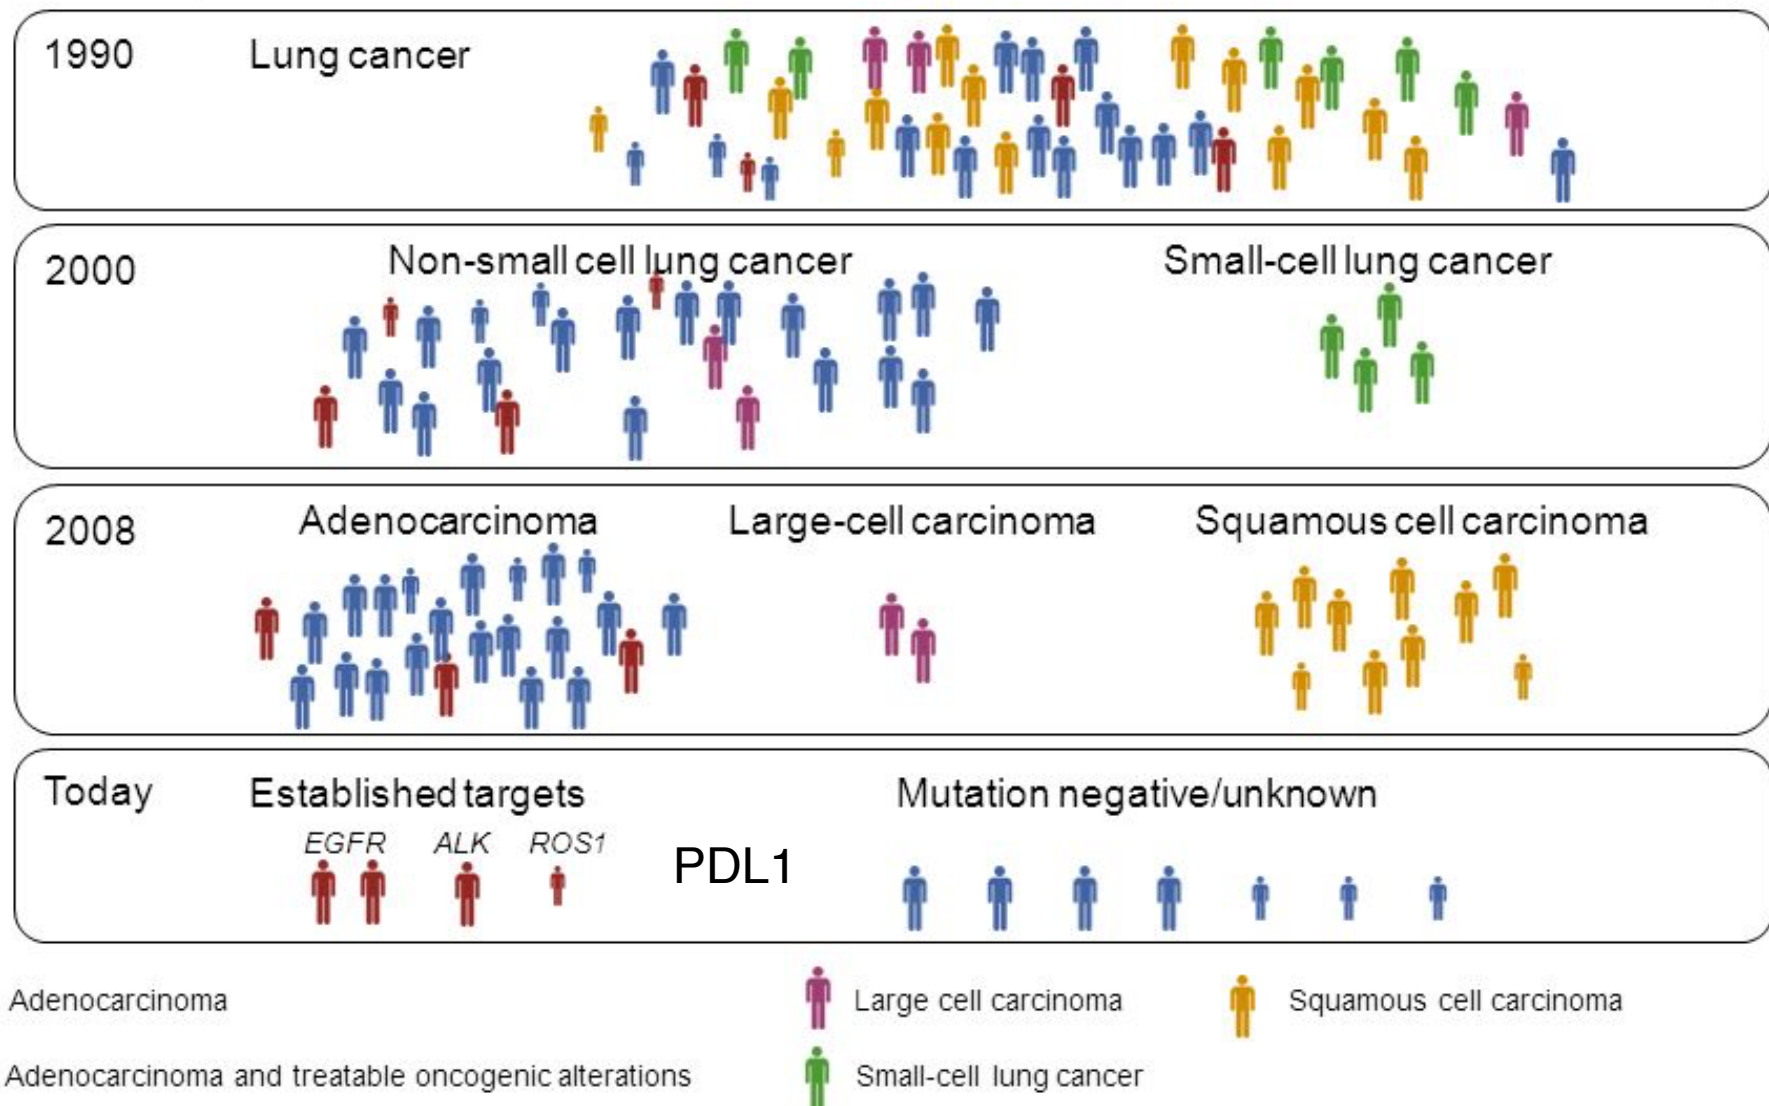 1990 Lung cancer
2000 Non-small cell lung cancer Small-cell lung cancer
2008 Adenocarcinoma Large-cell carcinoma Squamous cell carcinoma
Today Established targets Mutation negative/unknown
EGFR ALK ROS1
PDL1
Adenocarcinoma Large cell carcinoma Squamous cell carcinoma
Adenocarcinoma and treatable oncogenic alterations Small-cell lung cancer